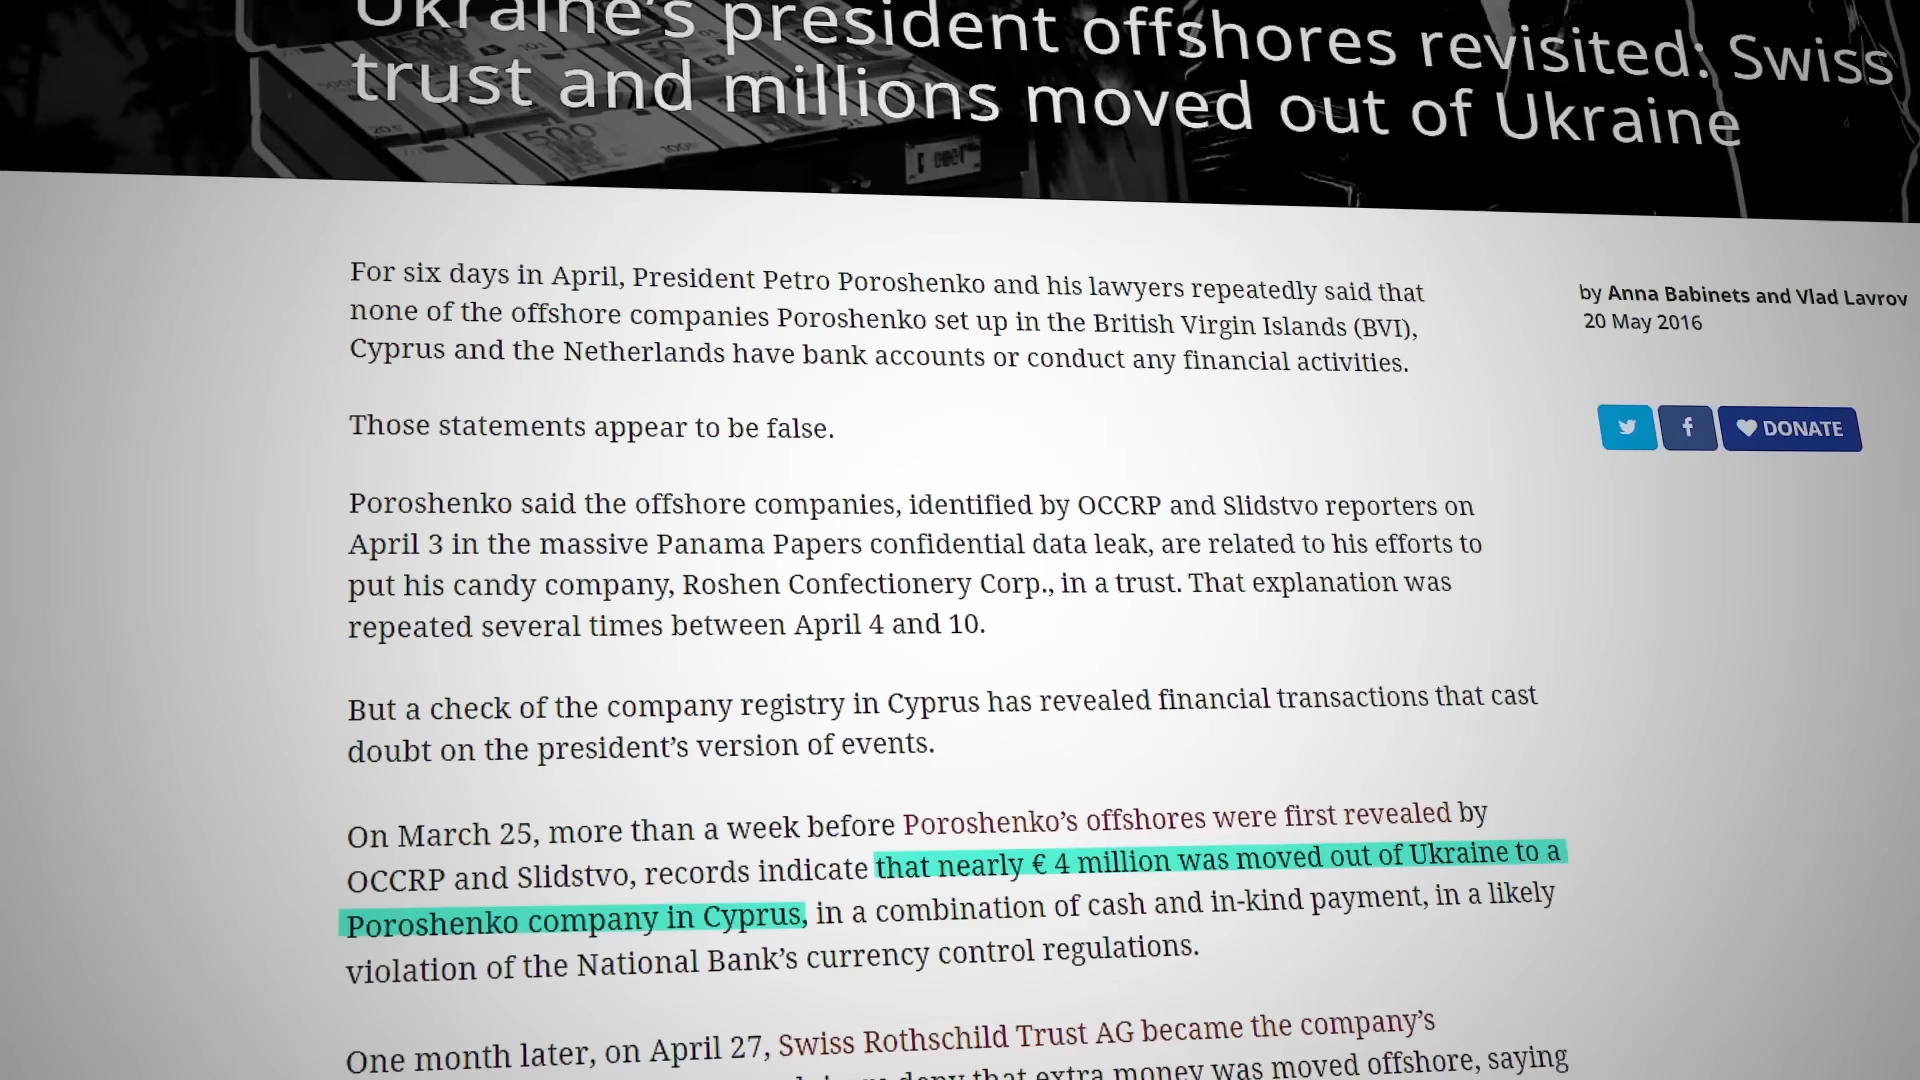 Ukraine's president offshores revisited: Swiss
trust and millions moved out of Ukraine
For six days in April, President Petro Poroshenko and his lawyers repeatedly said that
none of the offshore companies Poroshenko set up in the British Virgin Islands (BVI),
Cyprus and the Netherlands have bank accounts or conduct any financial activities.
by Anna Babinets and Vlad Lavrov
20 May 2016
DONATE
Those statements appear to be false.
Poroshenko said the offshore companies, identified by OCCRP and Slidstvo reporters on
April 3 in the massive Panama Papers confidential data leak, are related to his efforts to
put his candy company, Roshen Confectionery Corp., in a trust. That explanation was
repeated several times between April 4 and 10.
But a check of the company registry in Cyprus has revealed financial transactions that cast
doubt on the president’s version of events.
On March 25, more than a week before Poroshenko’s offshores were first revealed by
OCCRP and Slidstvo, records indicate that nearly € 4 million was moved out of Ukraine to a
Poroshenko company in Cyprus, in a combination of cash and in-kind payment, in a likely
violation of the National Bank’s currency control regulations.
One month later, on April 27, Swiss Rothschild Trust AG became the company’s
deny that extra money was moved offshore, saying